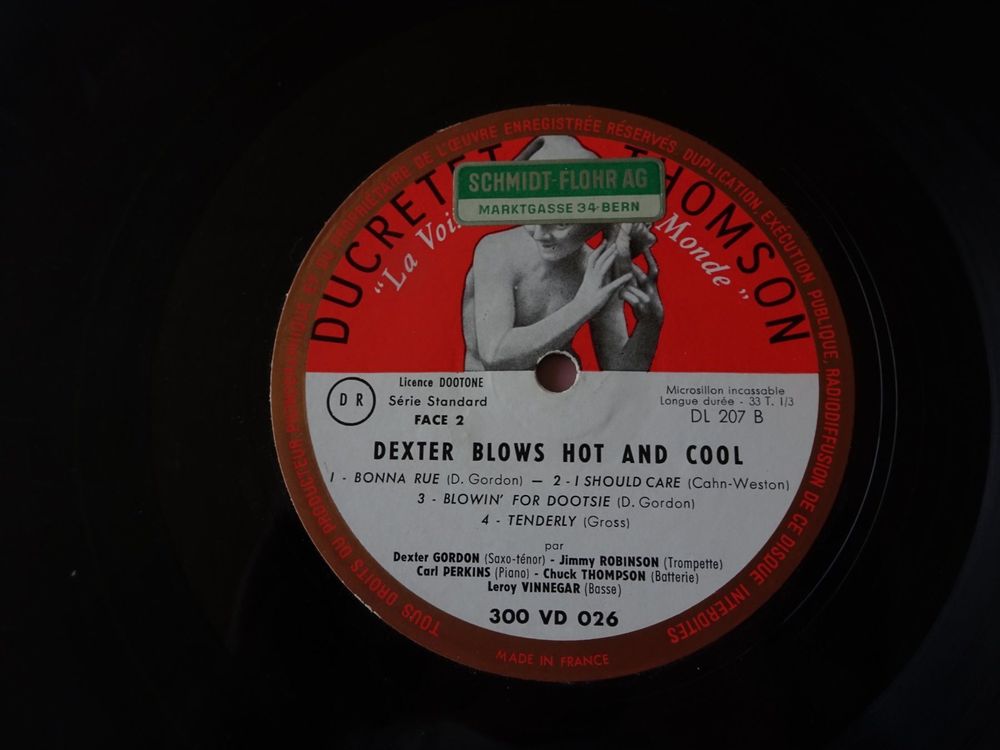 TOUS DROITS DU PRODUCTEUR PHONOGRAPHIQUE ET DU PROPRIÉTAIRE DE L'ŒUVRE ENREGISTRÉE RÉSERVÉS. DUPLICATION, EXÉCUTION PUBLIQUE, RADIODIFFUSION DE CE DISQUE INTERDITES
DUCRETET THOMSON
SCHMIDT-FLOHR AG
MARKTGASSE 34-BERN
"La Voi Monde"
D R
Licence DOOTONE
Série Standard
FACE 2
Microsillon incassable
Longue durée - 33 T. 1/3
DL 207 B
DEXTER BLOWS HOT AND COOL
1 - BONNA RUE (D. Gordon) — 2 - I SHOULD CARE (Cahn-Weston)
3 - BLOWIN' FOR DOOTSIE (D. Gordon)
4 - TENDERLY (Gross)
par
Dexter GORDON (Saxo-ténor) - Jimmy ROBINSON (Trompette)
Carl PERKINS (Piano) - Chuck THOMPSON (Batterie)
Leroy VINNEGAR (Basse)
300 VD 026
MADE IN FRANCE